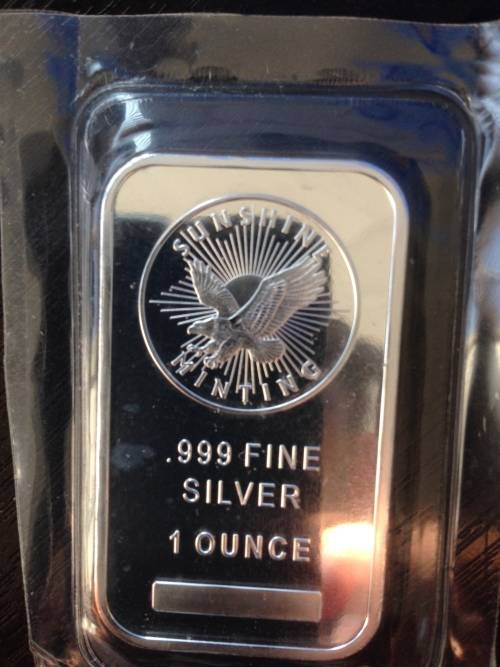 SUNSHINE
MINTING
.999 FINE
SILVER
1 OUNCE